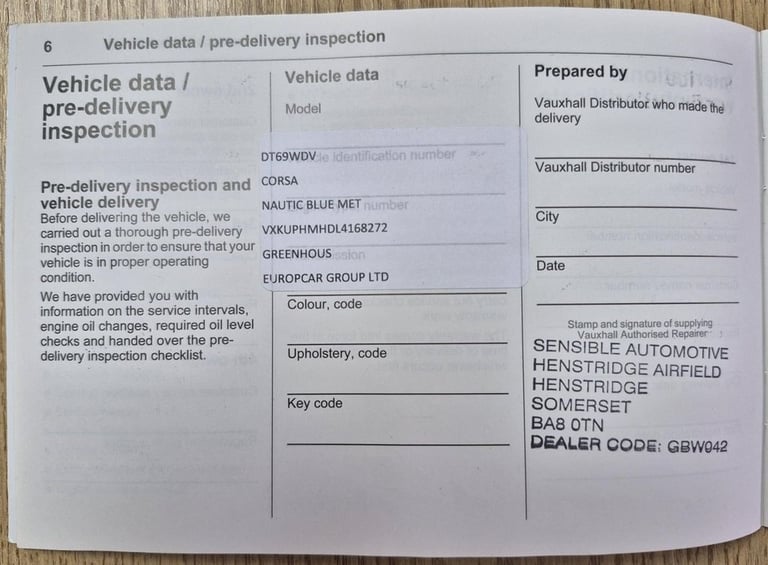 6 Vehicle data / pre-delivery inspection
Vehicle data /
pre-delivery
inspection
Pre-delivery inspection and
vehicle delivery
Before delivering the vehicle, we
carried out a thorough pre-delivery
inspection in order to ensure that your
vehicle is in proper operating
condition.
We have provided you with
information on the service intervals,
engine oil changes, required oil level
checks and handed over the pre-
delivery inspection checklist.
Vehicle data
Model
DT69WDV
identification number
CORSA
NAUTIC BLUE MET
number
VXKUPHMHDL4168272
GREENHOUS
EUROPCAR GROUP LTD
Colour, code
Upholstery, code
Key code
Prepared by
Vauxhall Distributor who made the
delivery
Vauxhall Distributor number
City
Date
Stamp and signature of supplying
Vauxhall Authorised Repairer
SENSIBLE AUTOMOTIVE
HENSTRIDGE AIRFIELD
HENSTRIDGE
SOMERSET
BA8 0TN
DEALER CODE: GBW042